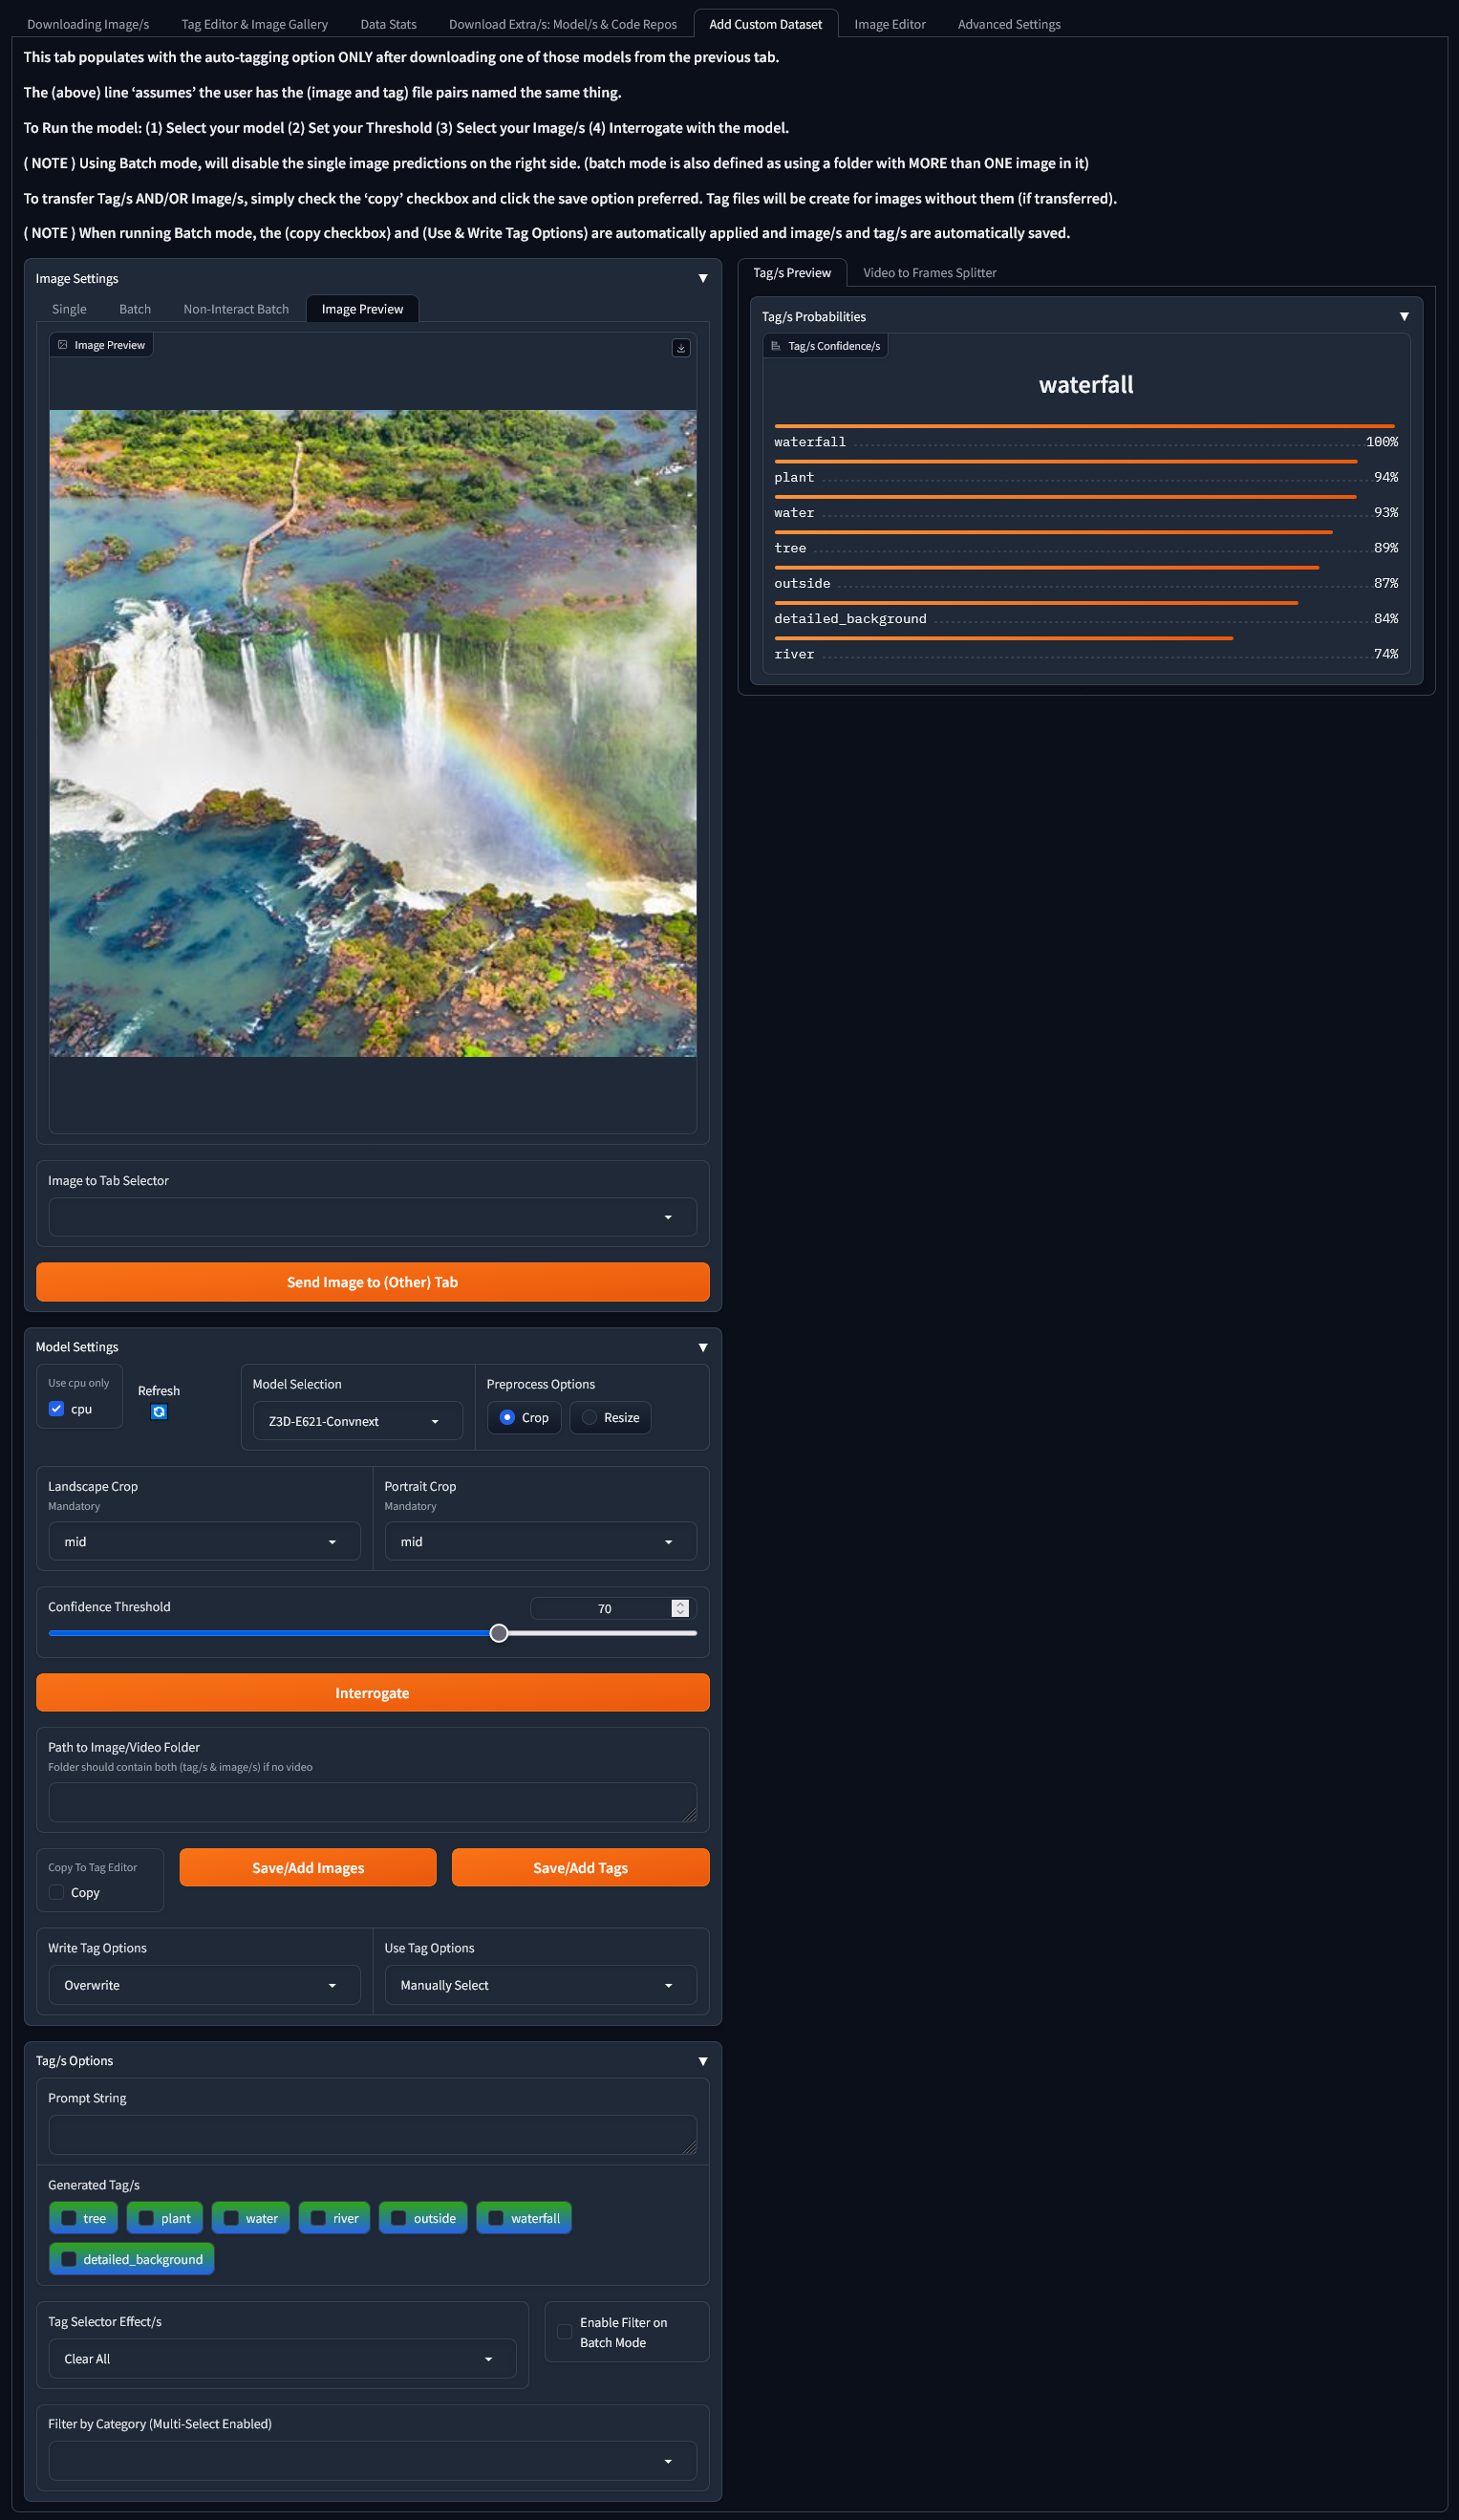 Downloading Image/s Tag Editor & Image Gallery Data Stats Download Extra/s: Model/s & Code Repos Add Custom Dataset Image Editor Advanced Settings
This tab populates with the auto-tagging option ONLY after downloading one of those models from the previous tab.
The (above) line ‘assumes’ the user has the (image and tag) file pairs named the same thing.
To Run the model: (1) Select your model (2) Set your Threshold (3) Select your Image/s (4) Interrogate with the model.
( NOTE ) Using Batch mode, will disable the single image predictions on the right side. (batch mode is also defined as using a folder with MORE than ONE image in it)
To transfer Tag/s AND/OR Image/s, simply check the ‘copy’ checkbox and click the save option preferred. Tag files will be create for images without them (if transferred).
( NOTE ) When running Batch mode, the (copy checkbox) and (Use & Write Tag Options) are automatically applied and image/s and tag/s are automatically saved.
Image Settings ▼
Single Batch Non-Interact Batch Image Preview
Image Preview
Image to Tab Selector
Send Image to (Other) Tab
Model Settings ▼
Use cpu only
cpu
Refresh
Model Selection
Z3D-E621-Convnext
Preprocess Options
Crop Resize
Landscape Crop
Mandatory
mid
Portrait Crop
Mandatory
mid
Confidence Threshold 70
Interrogate
Path to Image/Video Folder
Folder should contain both (tag/s & image/s) if no video
Copy To Tag Editor
Copy
Save/Add Images Save/Add Tags
Write Tag Options
Overwrite
Use Tag Options
Manually Select
Tag/s Options ▼
Prompt String
Generated Tag/s
tree plant water river outside waterfall
detailed_background
Tag Selector Effect/s
Clear All
Enable Filter on
Batch Mode
Filter by Category (Multi-Select Enabled)
Tag/s Preview Video to Frames Splitter
Tag/s Probabilities ▼
Tag/s Confidence/s
waterfall
waterfall 100%
plant 94%
water 93%
tree 89%
outside 87%
detailed_background 84%
river 74%